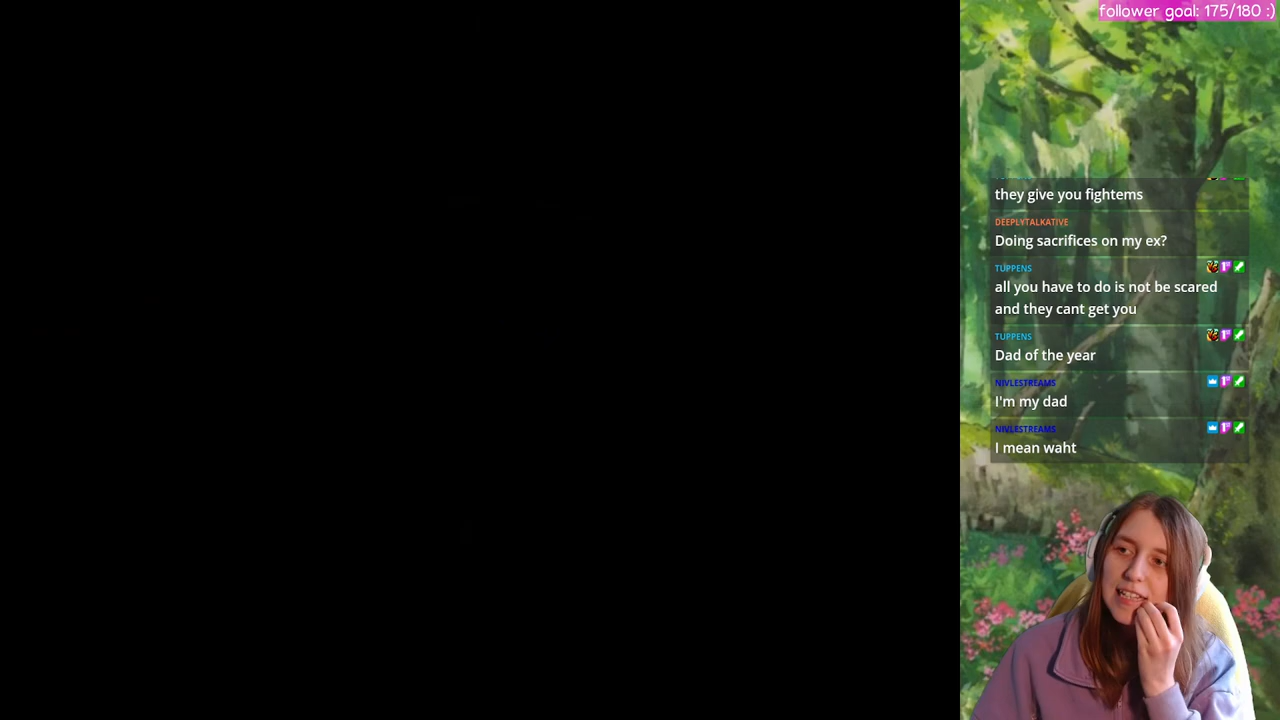 follower goal: 175/180 :)
they give you fightems
DEEPLYTALKATIVE
Doing sacrifices on my ex?
TUPPENS
all you have to do is not be scared
and they cant get you
TUPPENS
Dad of the year
NIVLESTREAMS
I'm my dad
NIVLESTREAMS
I mean waht